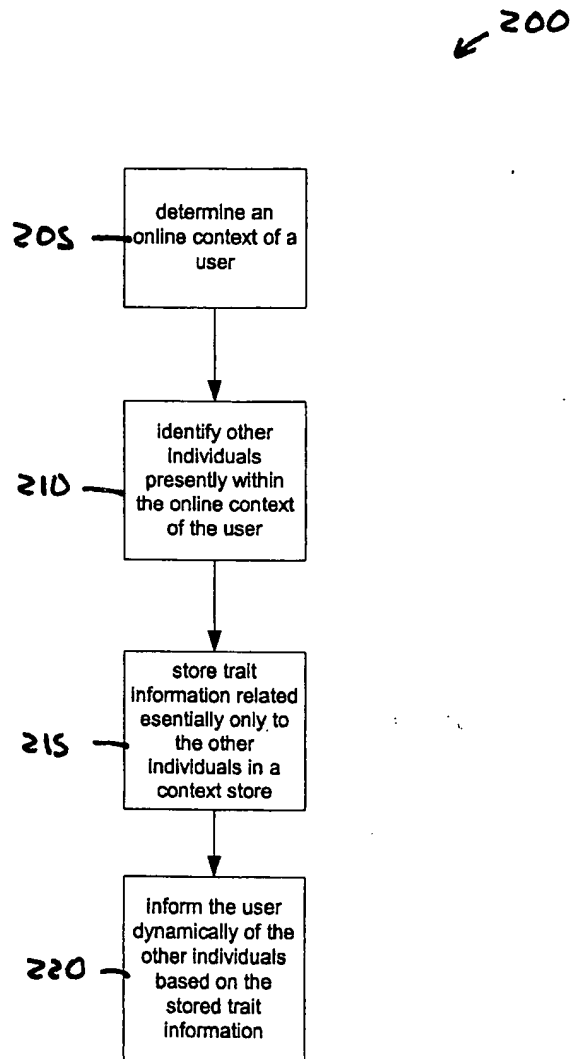 200
205
determine an
online context of a
user
210
identify other
individuals
presently within
the online context
of the user
215
store trait
information related
esentially only to
the other
individuals in a
context store
220
inform the user
dynamically of the
other individuals
based on the
stored trait
information